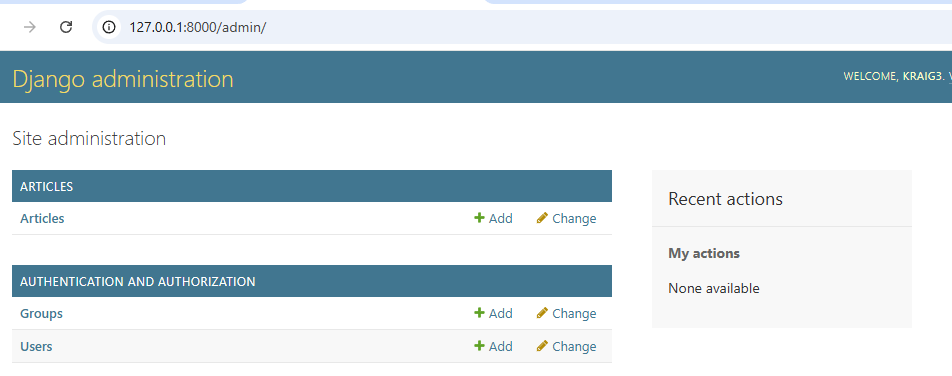 127.0.0.1:8000/admin/
Django administration
WELCOME, KRAIG3.
Site administration
ARTICLES
Articles Add Change
AUTHENTICATION AND AUTHORIZATION
Groups Add Change
Users Add Change
Recent actions
My actions
None available